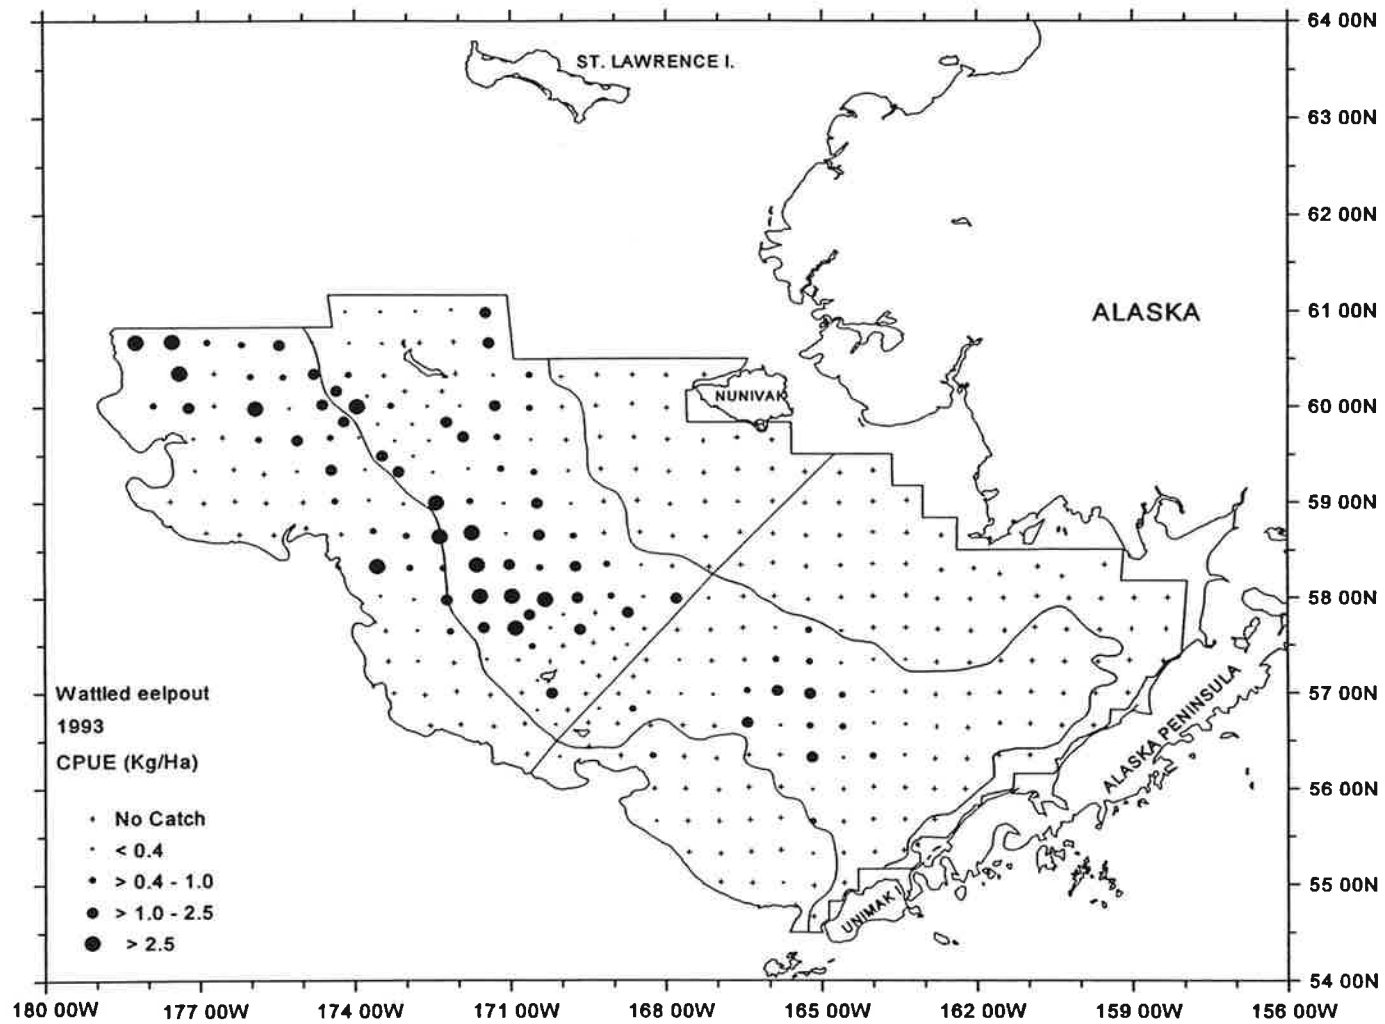 64 00N
ST. LAWRENCE I.
63 00N
62 00N
61 00N
ALASKA
60 00N
NUNIVAK
59 00N
58 00N
57 00N
56 00N
55 00N
54 00N
ALASKA PENINSULA
UNIMAK I
Wattled eelpout
1993
CPUE (Kg/Ha)
+ No Catch
· < 0.4
• > 0.4 - 1.0
● > 1.0 - 2.5
● > 2.5
180 00W 177 00W 174 00W 171 00W 168 00W 165 00W 162 00W 159 00W 156 00W